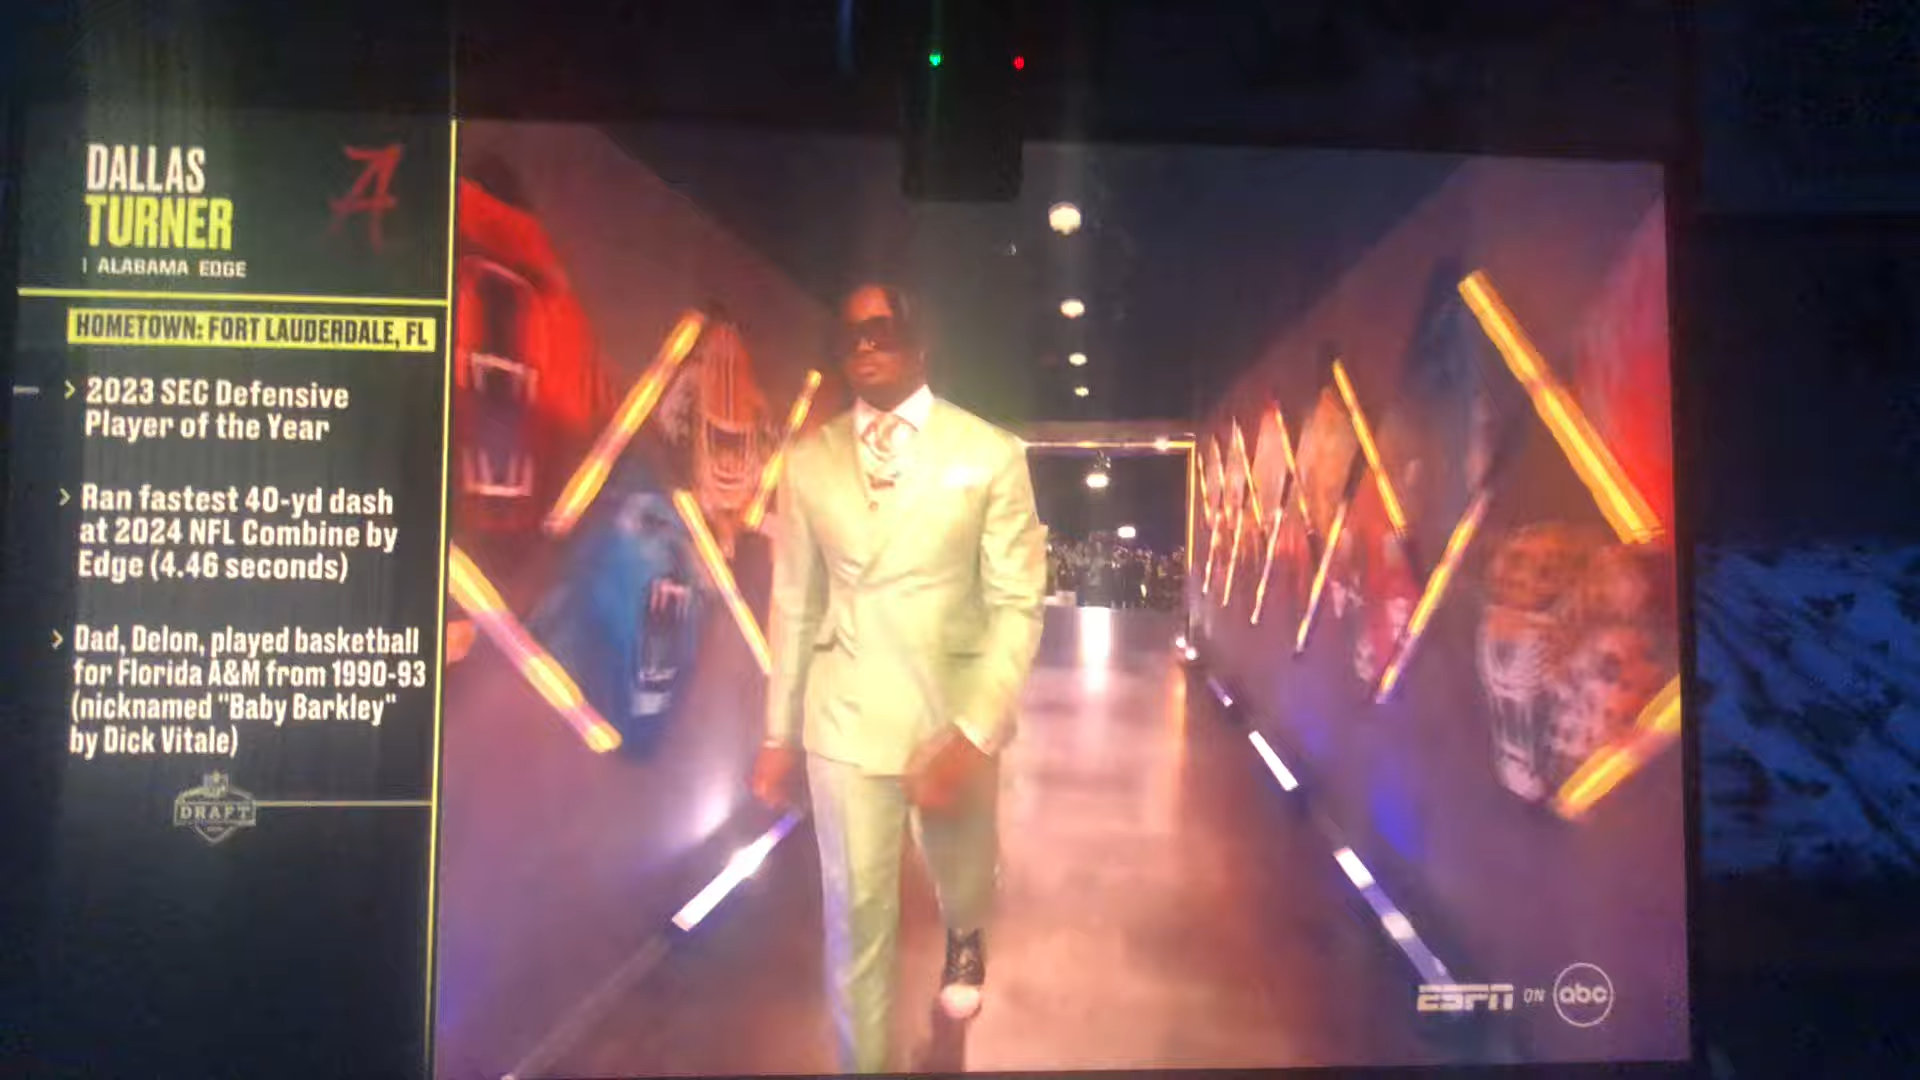 DALLAS
TURNER
| ALABAMA EDGE
HOMETOWN: FORT LAUDERDALE, FL
> 2023 SEC Defensive
Player of the Year
> Ran fastest 40-yd dash
at 2024 NFL Combine by
Edge (4.46 seconds)
> Dad, Delon, played basketball
for Florida A&M from 1990-93
(nicknamed "Baby Barkley"
by Dick Vitale)
NFL
DRAFT
ESPN ON abc